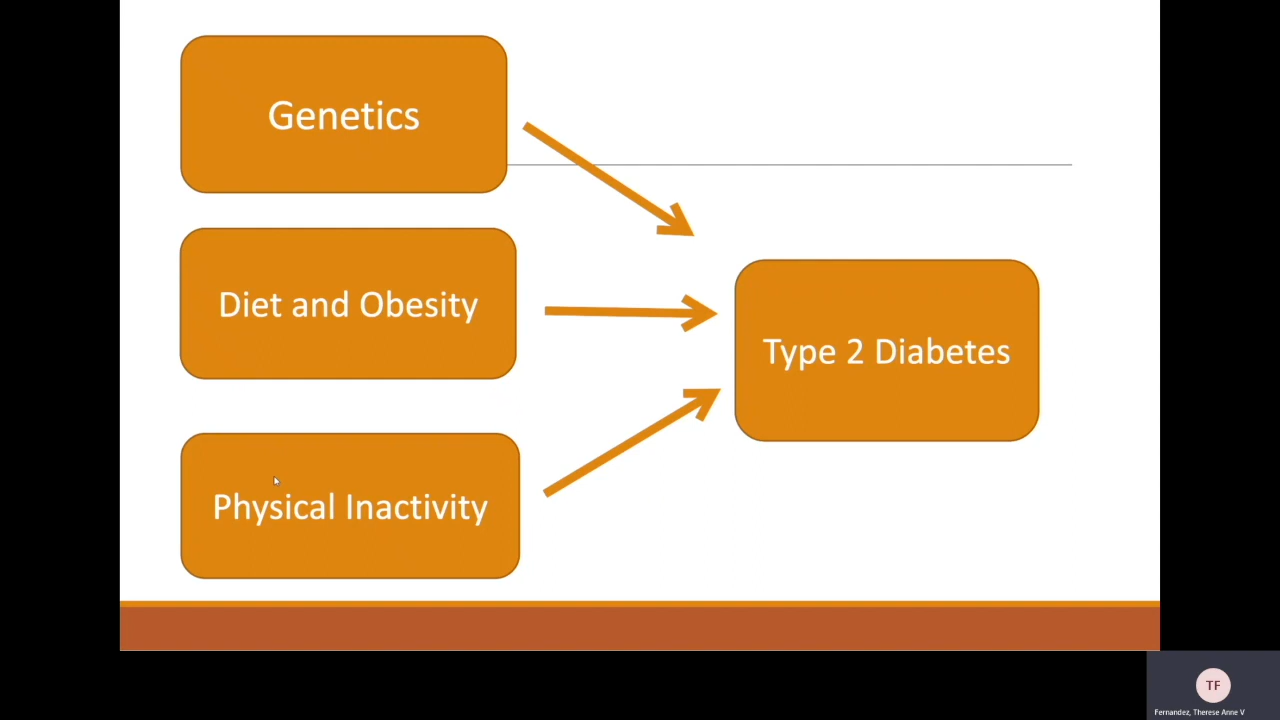 Genetics
Diet and Obesity
Type 2 Diabetes
Physical Inactivity
TF
Fernandez, Therese Anne V